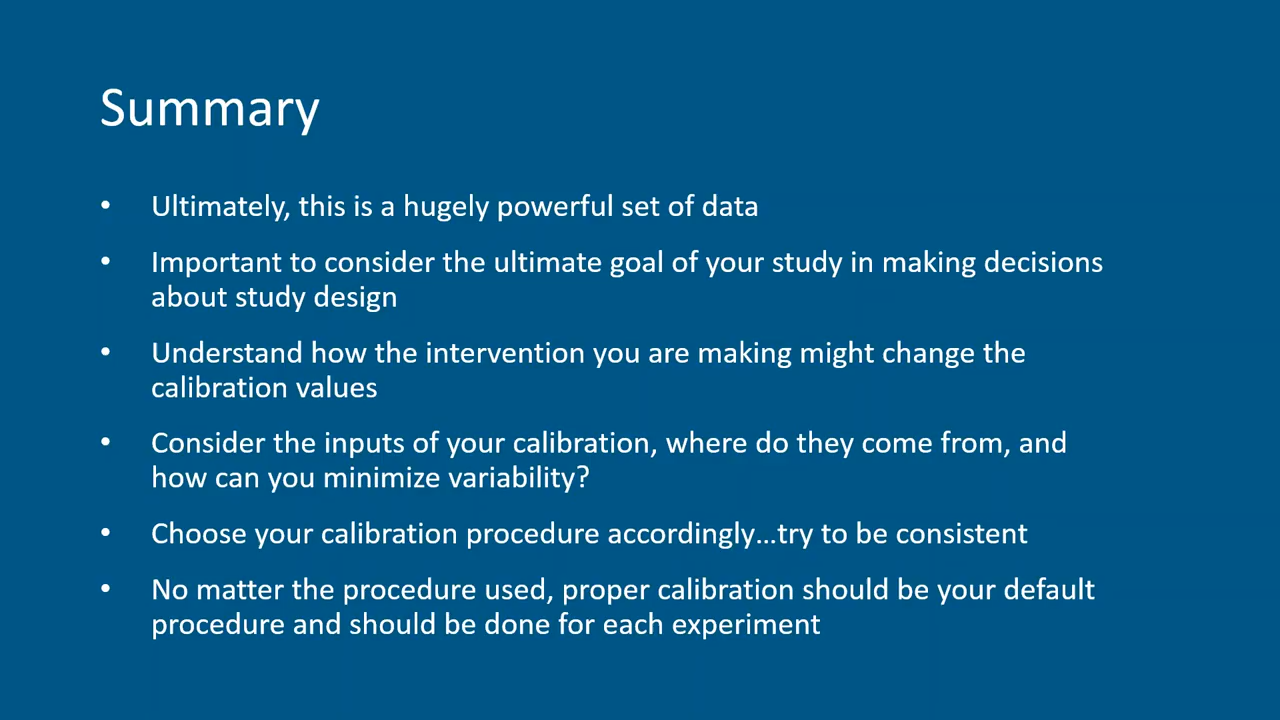 Summary
• Ultimately, this is a hugely powerful set of data
• Important to consider the ultimate goal of your study in making decisions
about study design
• Understand how the intervention you are making might change the
calibration values
• Consider the inputs of your calibration, where do they come from, and
how can you minimize variability?
• Choose your calibration procedure accordingly…try to be consistent
• No matter the procedure used, proper calibration should be your default
procedure and should be done for each experiment